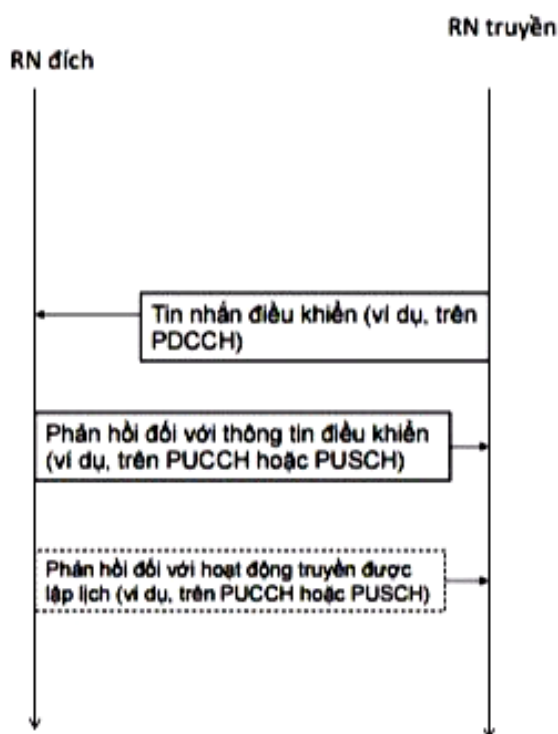 RN truyền
RN đích
Tin nhắn điều khiển (ví dụ, trên
PDCCH)
Phản hồi đối với thông tin điều khiển
(ví dụ, trên PUCCH hoặc PUSCH)
Phản hồi đối với hoạt động truyền được
lập lịch (ví dụ, trên PUCCH hoặc PUSCH)